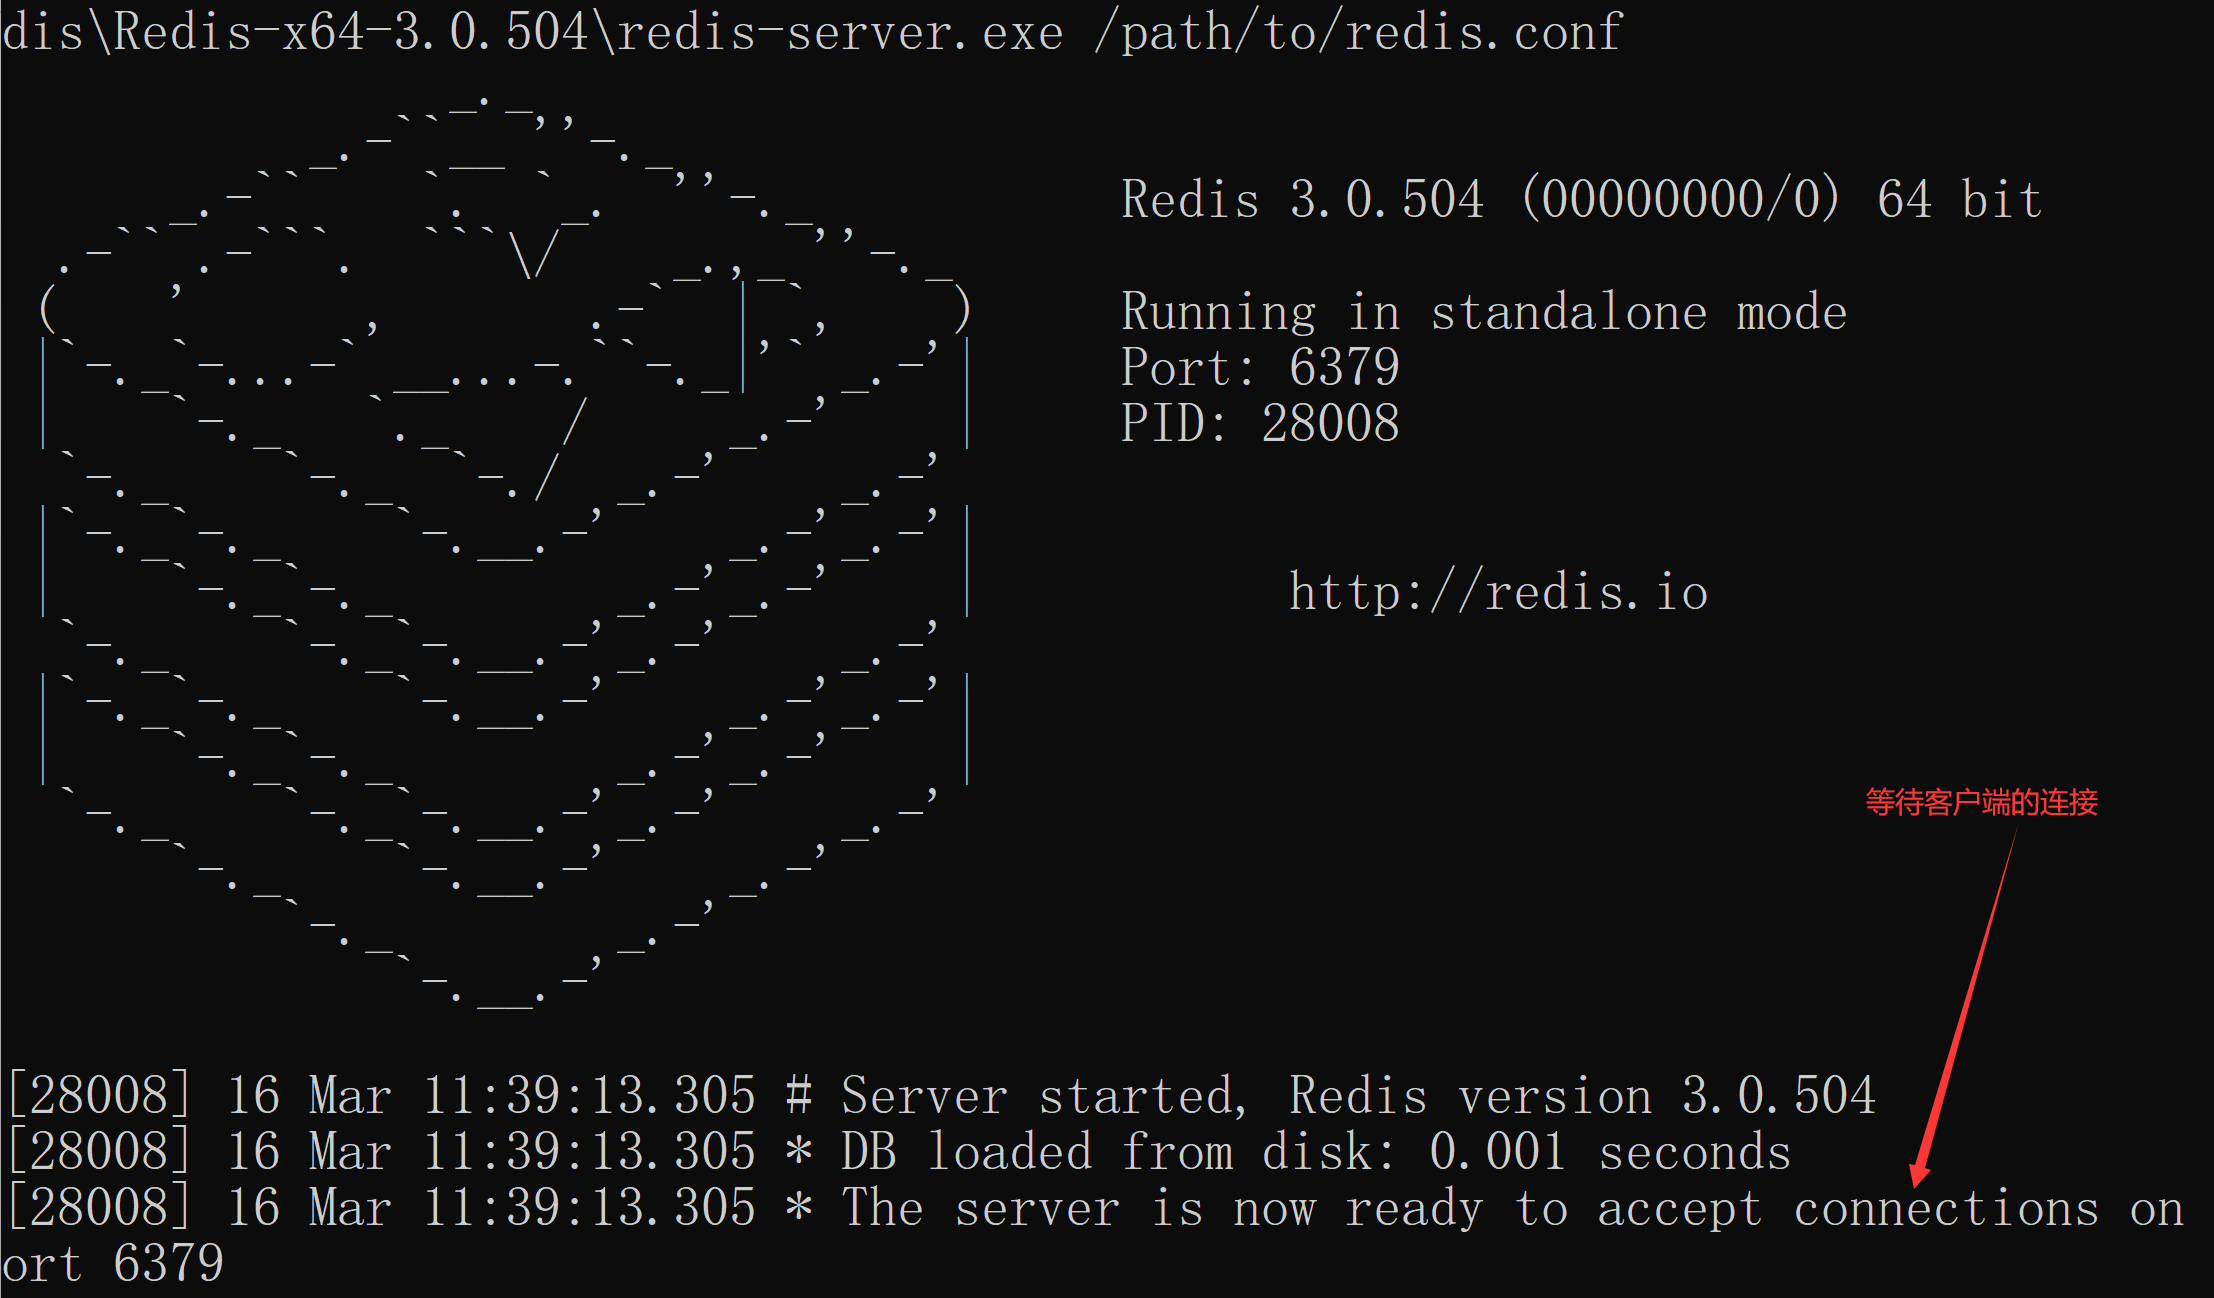 dis\Redis-x64-3.0.504\redis-server.exe /path/to/redis.conf
Redis 3.0.504 (00000000/0) 64 bit
Running in standalone mode
Port: 6379
PID: 28008
http://redis.io
等待客户端的连接
[28008] 16 Mar 11:39:13.305 # Server started, Redis version 3.0.504
[28008] 16 Mar 11:39:13.305 * DB loaded from disk: 0.001 seconds
[28008] 16 Mar 11:39:13.305 * The server is now ready to accept connections on
ort 6379